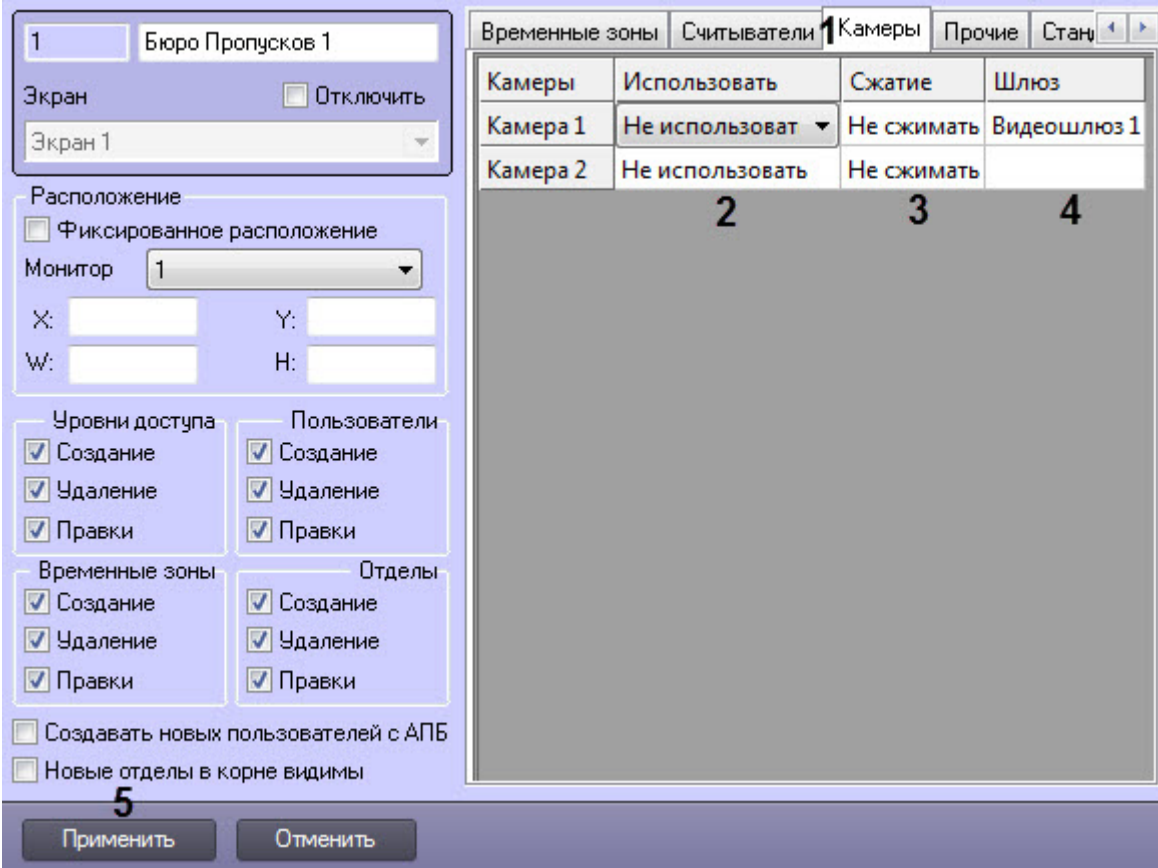 1 Бюро Пропусков 1
Экран Отключить
Экран 1
Расположение
Фиксированное расположение
Монитор 1
X: Y:
W: H:
Уровни доступа Пользователи
Создание Создание
Удаление Удаление
Правки Правки
Временные зоны Отделы
Создание Создание
Удаление Удаление
Правки Правки
Создавать новых пользователей с АПБ
Новые отделы в корне видимы
5
Применить Отменить
Временные зоны Считыватели 1 Камеры Прочие
Камеры Использовать Сжатие Шлюз
Камера 1 Не использоват Не сжимать Видеошлюз 1
Камера 2 Не использовать Не сжимать
2 3 4